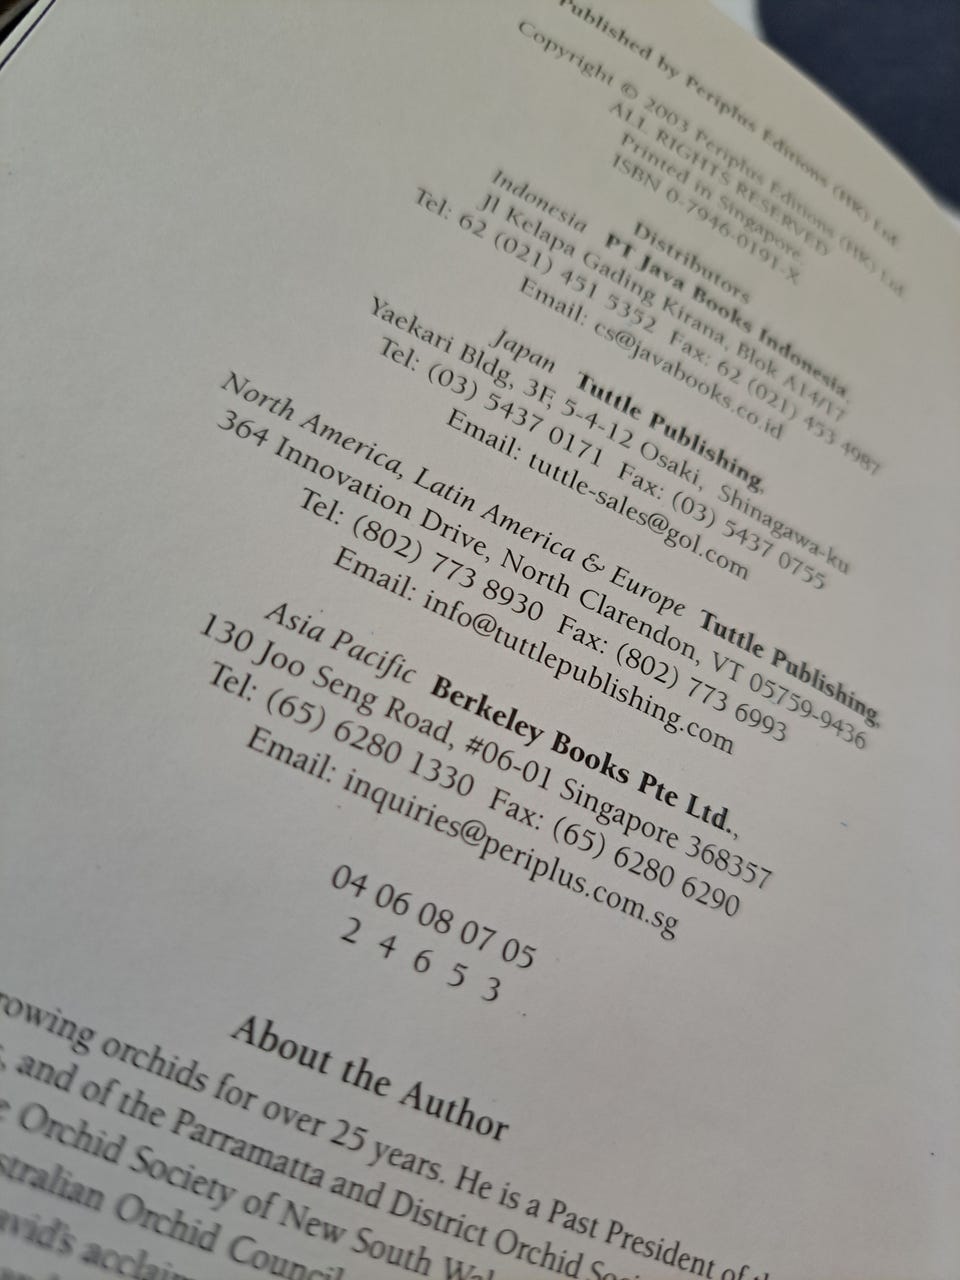 Published by Periplus Editions (HK) Ltd.
Copyright © 2003 Periplus Editions (HK) Ltd.
ALL RIGHTS RESERVED
Printed in Singapore.
ISBN 0-7946-0191-X
Distributors
Indonesia PT Java Books Indonesia,
Jl Kelapa Gading Kirana, Blok A14/17
Tel: 62 (021) 451 5352 Fax: 62 (021) 453 4987
Email: cs@javabooks.co.id
Japan Tuttle Publishing,
Yaekari Bldg, 3F, 5-4-12 Osaki, Shinagawa-ku
Tel: (03) 5437 0171 Fax: (03) 5437 0755
Email: tuttle-sales@gol.com
North America, Latin America & Europe Tuttle Publishing,
364 Innovation Drive, North Clarendon, VT 05759-9436
Tel: (802) 773 8930 Fax: (802) 773 6993
Email: info@tuttlepublishing.com
Asia Pacific Berkeley Books Pte Ltd.,
130 Joo Seng Road, #06-01 Singapore 368357
Tel: (65) 6280 1330 Fax: (65) 6280 6290
Email: inquiries@periplus.com.sg
04 06 08 07 05
2 4 6 5 3
About the Author
rowing orchids for over 25 years. He is a Past President of
, and of the Parramatta and District Orchid
Orchid Society of New South
stralian Orchid Council
avid's